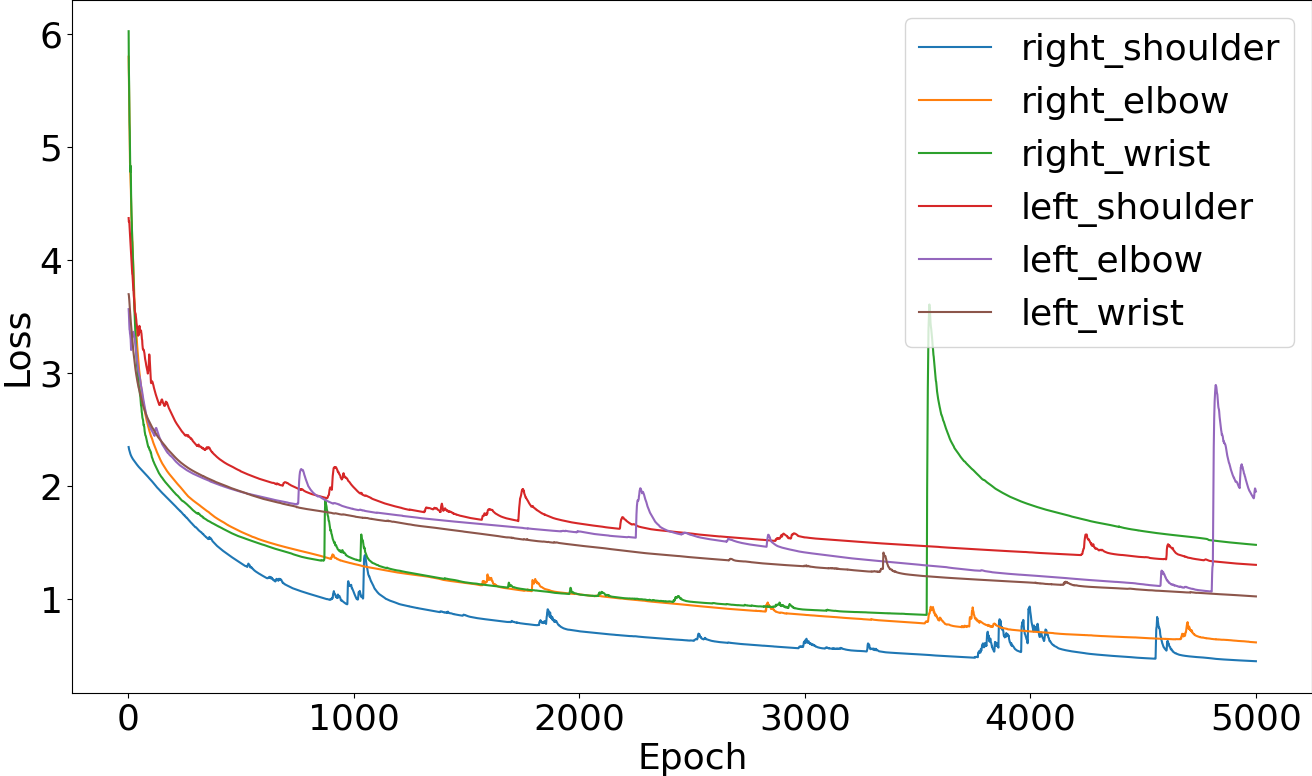 6
5
4
3
2
1
Loss
right_shoulder
right_elbow
right_wrist
left_shoulder
left_elbow
left_wrist
0 1000 2000 3000 4000 5000
Epoch